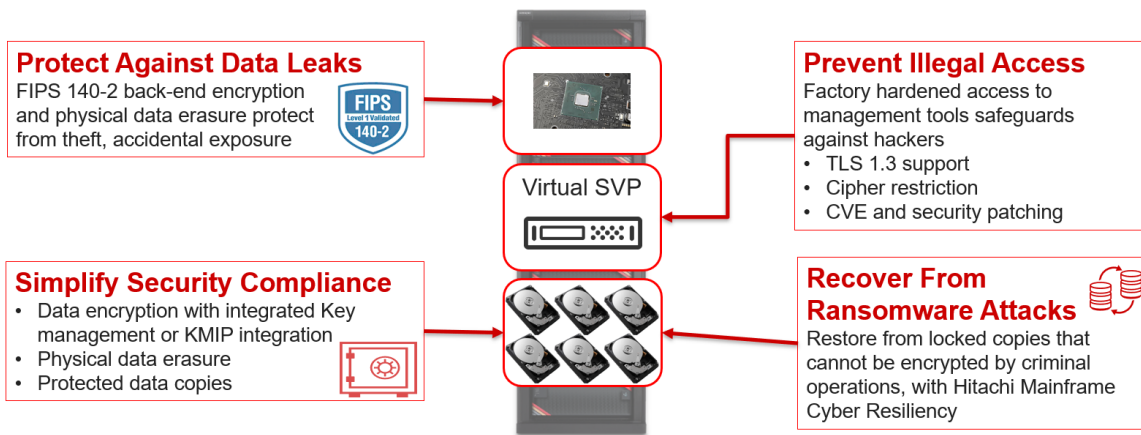 Protect Against Data Leaks
FIPS 140-2 back-end encryption
and physical data erasure protect
from theft, accidental exposure
FIPS
Level 1 Validated
140-2
Prevent Illegal Access
Factory hardened access to
management tools safeguards
against hackers
• TLS 1.3 support
• Cipher restriction
• CVE and security patching
Virtual SVP
Simplify Security Compliance
• Data encryption with integrated Key
management or KMIP integration
• Physical data erasure
• Protected data copies
Recover From
Ransomware Attacks
Restore from locked copies that
cannot be encrypted by criminal
operations, with Hitachi Mainframe
Cyber Resiliency